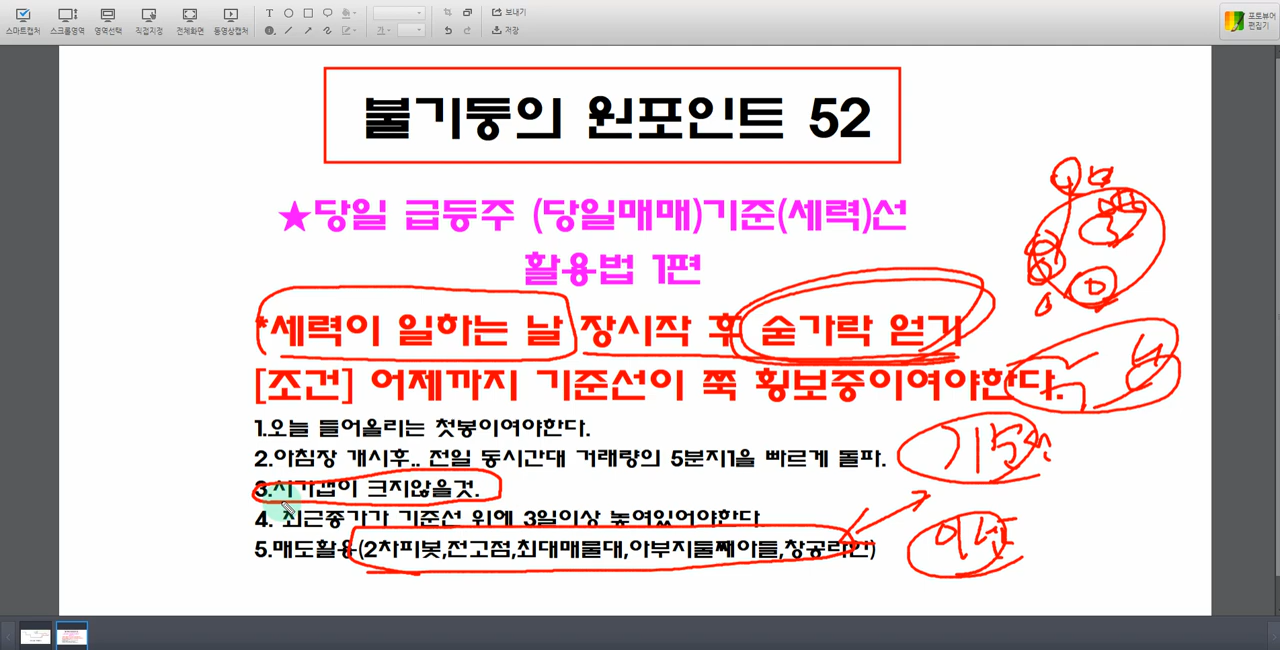 스마트캡처 스크롤영역 영역선택 직접지정 전체화면 동영상캡처 보내기 저장 포토뷰어 편집기
불기둥의 원포인트 52
★당일 급등주 (당일매매)기준(세력)선
활용법 1편
*세력이 일하는 날 장시작 후 숟가락 얻기
[조건] 어제까지 기준선이 쭉 횡보중이여야한다.
1.오늘 들어올리는 첫봉이여야한다.
2.아침장 개시후.. 전일 동시간대 거래량의 5분지1을 빠르게 돌파.
3.시가갭이 크지않을것.
4. 최근종가가 기준선 위에 3일이상 놓여있어야한다
5.매도활용(2차피봇,전고점,최대매물대,아부지둘째아들,창공라인)